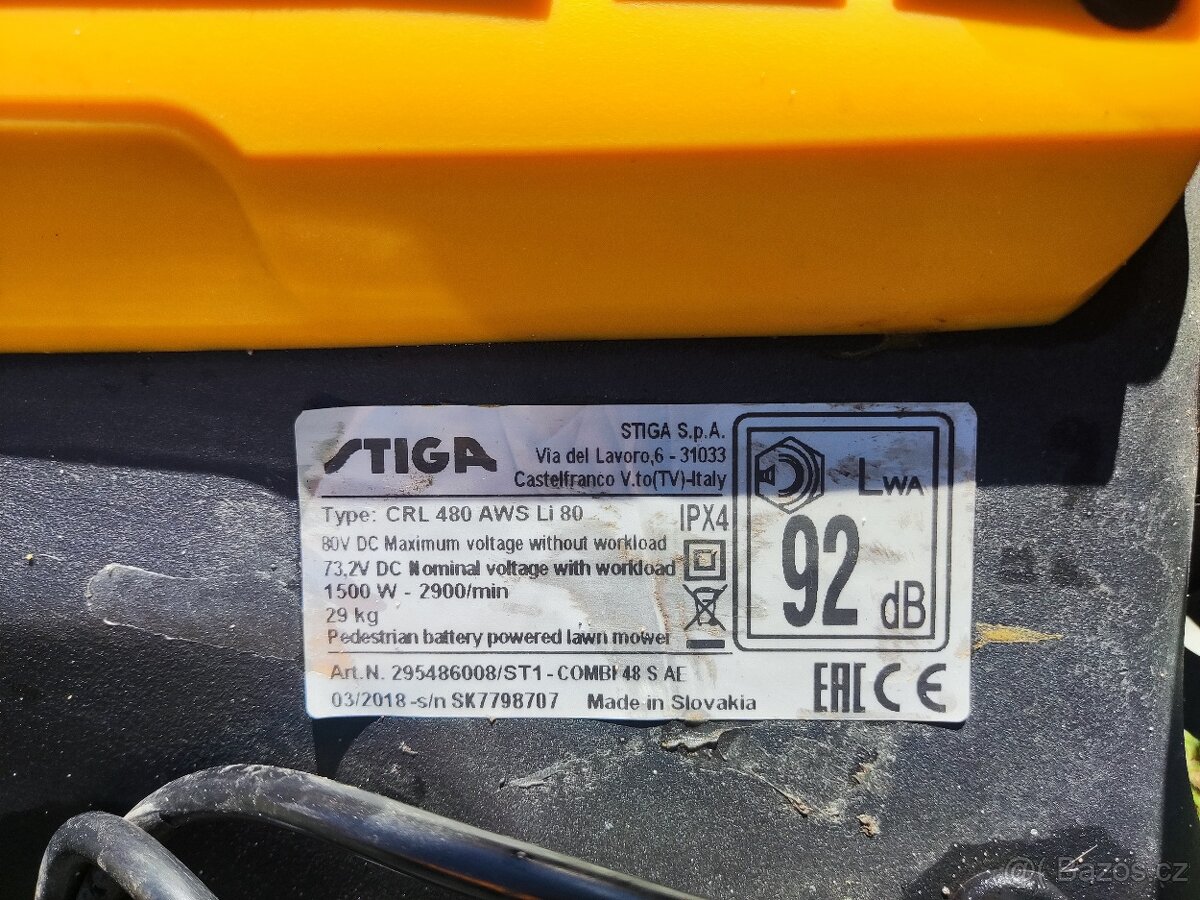 STIGA
STIGA S.p.A.
Via del Lavoro,6 - 31033
Castelfranco V.to(TV)-Italy
Type: CRL 480 AWS Li 80
IPX4
80V DC Maximum voltage without workload
73,2V DC Nominal voltage with workload
1500 W - 2900/min
29 kg
Pedestrian battery powered lawn mower
LWA
92
dB
Art.N. 295486008/ST1 - COMBI 48 S AE
03/2018 -s/n SK7798707 Made in Slovakia
EAC CE
Bazos.cz